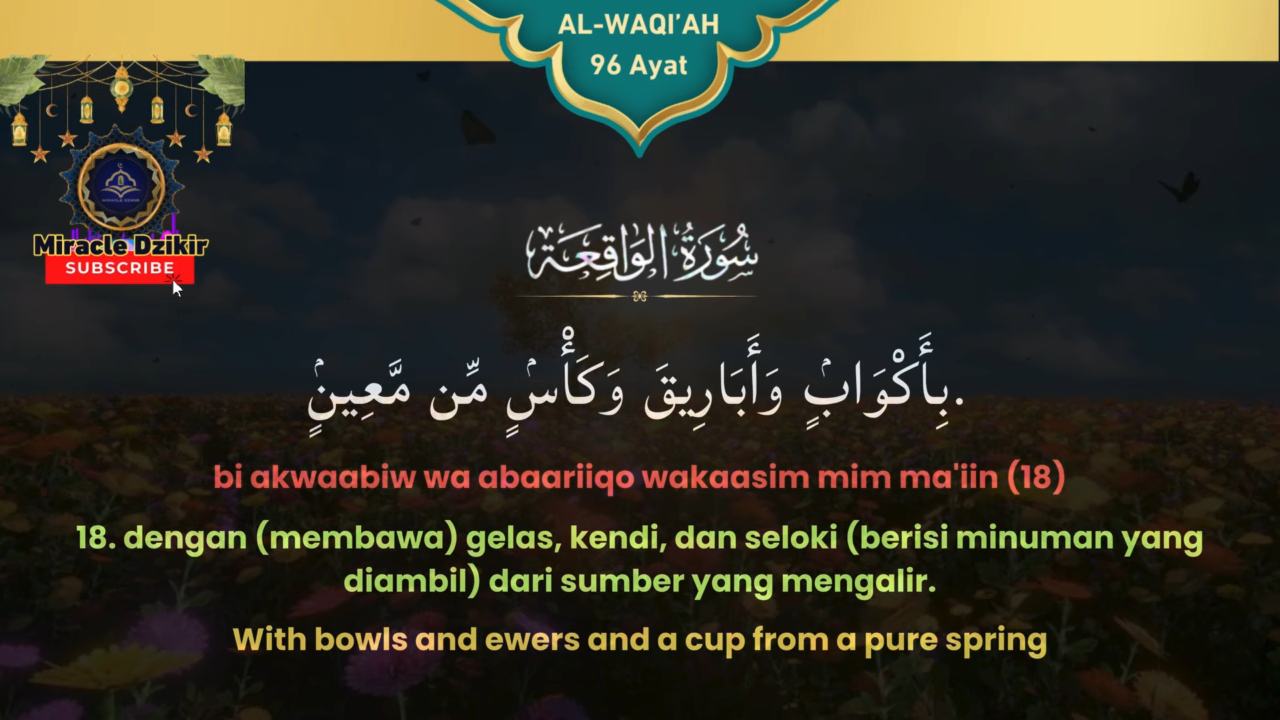 AL-WAQI'AH
96 Ayat
Miracle Dzikir
SUBSCRIBE
سُورَةُ الوَاقِعَة
بِأَكْوَابٍۢ وَأَبَارِيقَ وَكَأْسٍۢ مِّن مَّعِينٍۢ.
bi akwaabiw wa abaariiqo wakaasim mim ma'iin (18)
18. dengan (membawa) gelas, kendi, dan seloki (berisi minuman yang
diambil) dari sumber yang mengalir.
With bowls and ewers and a cup from a pure spring